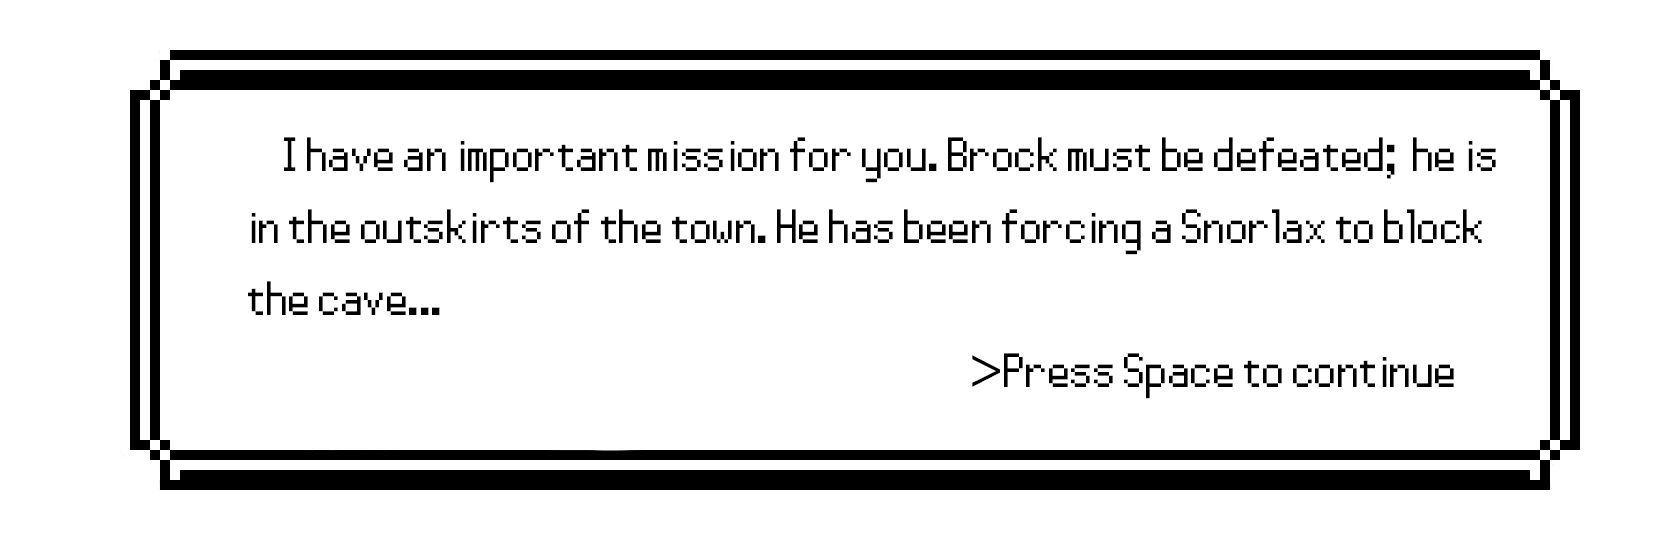 I have an important mission for you. Brock must be defeated; he is
in the outskirts of the town. He has been forcing a Snorlax to block
the cave...
>Press Space to continue